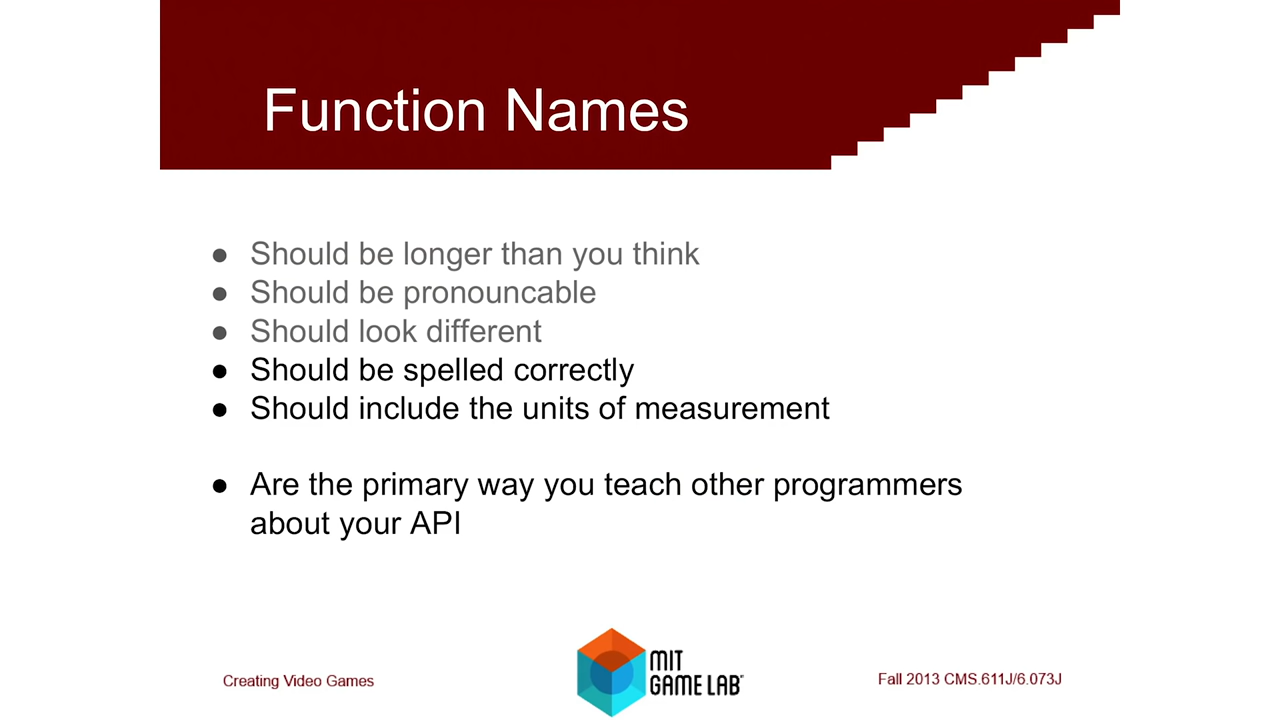 Function Names
● Should be longer than you think
● Should be pronouncable
● Should look different
● Should be spelled correctly
● Should include the units of measurement
● Are the primary way you teach other programmers
about your API
Creating Video Games
MIT
GAME LAB
Fall 2013 CMS.611J/6.073J